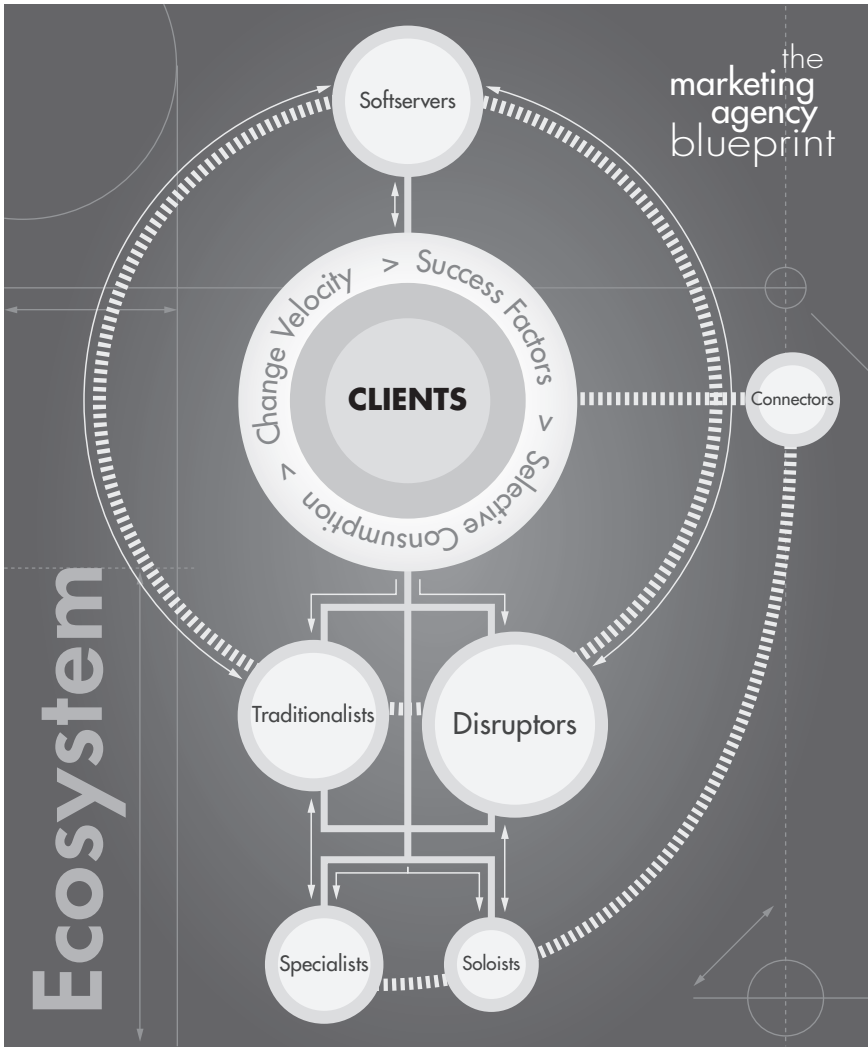 Softservers
the
marketing
agency
blueprint
Change Velocity > Success Factors > Selective Consumption >
CLIENTS
Connectors
Traditionalists
Disruptors
Specialists
Soloists
Ecosystem